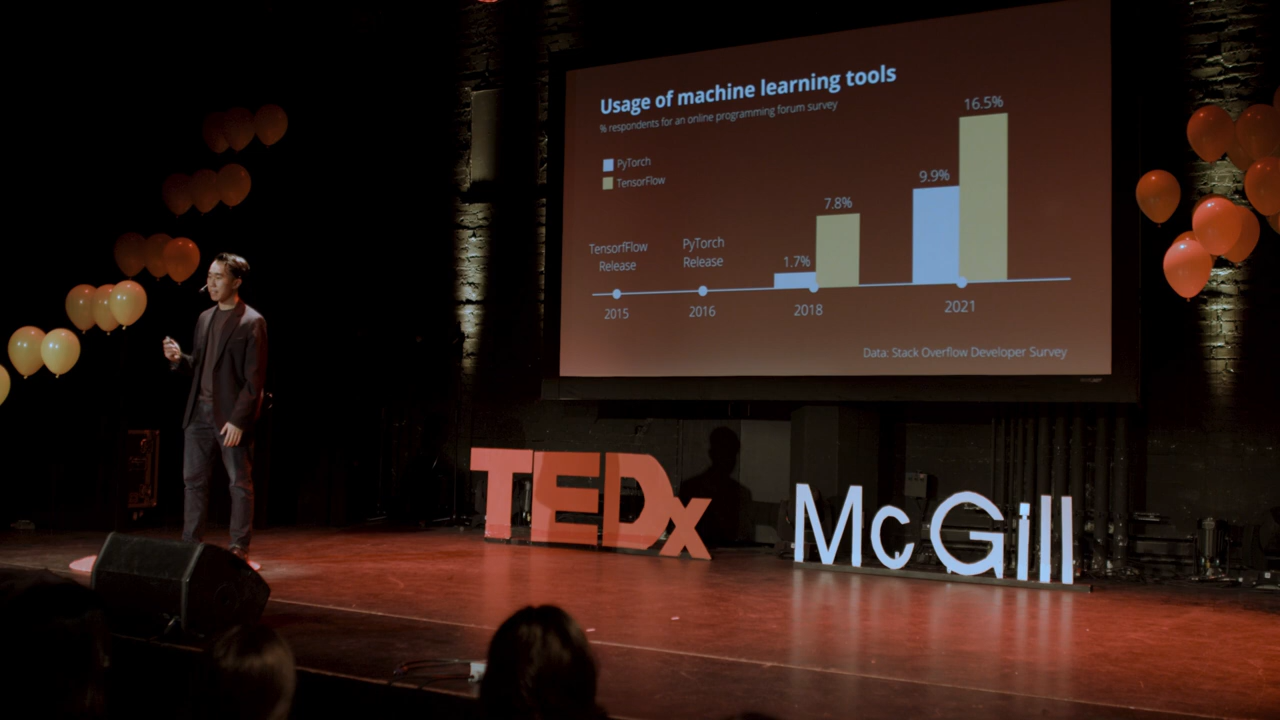 Usage of machine learning tools
% respondents for an online programming forum survey
PyTorch
TensorFlow
16.5%
9.9%
7.8%
1.7%
TensorfFlow
Release
PyTorch
Release
2015
2016
2018
2021
Data: Stack Overflow Developer Survey
TEDx
McGill